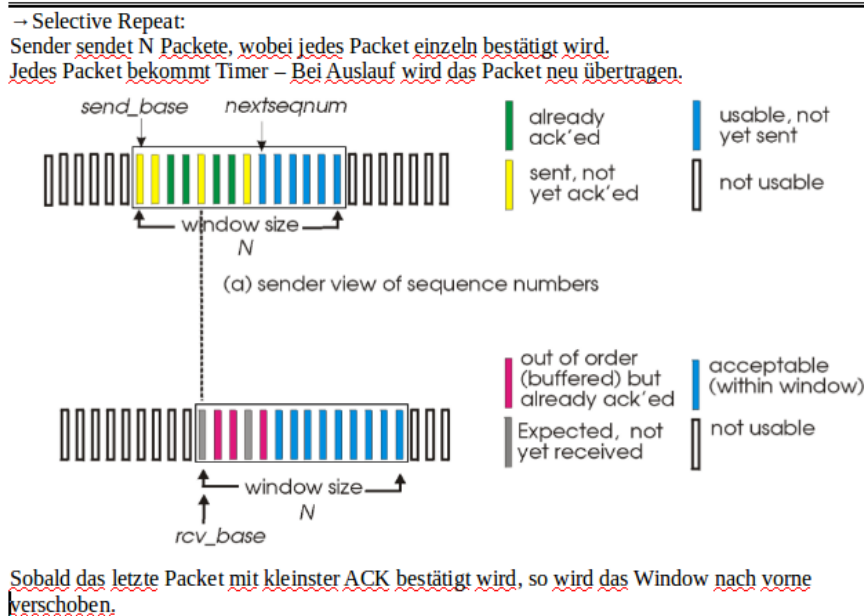 → Selective Repeat:
Sender sendet N Packete, wobei jedes Packet einzeln bestätigt wird.
Jedes Packet bekommt Timer – Bei Auslauf wird das Packet neu übertragen.
send_base
nextseqnum
already
ack'ed
usable, not
yet sent
sent, not
yet ack'ed
not usable
window size
N
(a) sender view of sequence numbers
out of order
(buffered) but
already ack'ed
acceptable
(within window)
Expected, not
yet received
not usable
window size
N
rcv_base
Sobald das letzte Packet mit kleinster ACK bestätigt wird, so wird das Window nach vorne
verschoben.